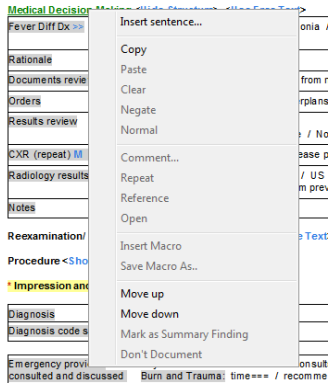 Medical Decision Making <Hide Structure> <Use Free Text>
Fever Diff Dx >> onia /
Insert sentence...
Copy
Rationale
Paste
Documents revie from r
Clear
Orders rplans
Negate
Results review
Normal
/ No
CXR (repeat) M ease p
Comment...
Radiology results / US
Repeat
m prev
Reference
Notes
Open
Reexamination/ e Text
Insert Macro
Procedure <Sho
Save Macro As..
* Impression and
Move up
Diagnosis
Move down
Diagnosis code s
Mark as Summary Finding
Don't Document
Emergency provi onsult
consulted and discussed Burn and Trauma: time=== / recomme